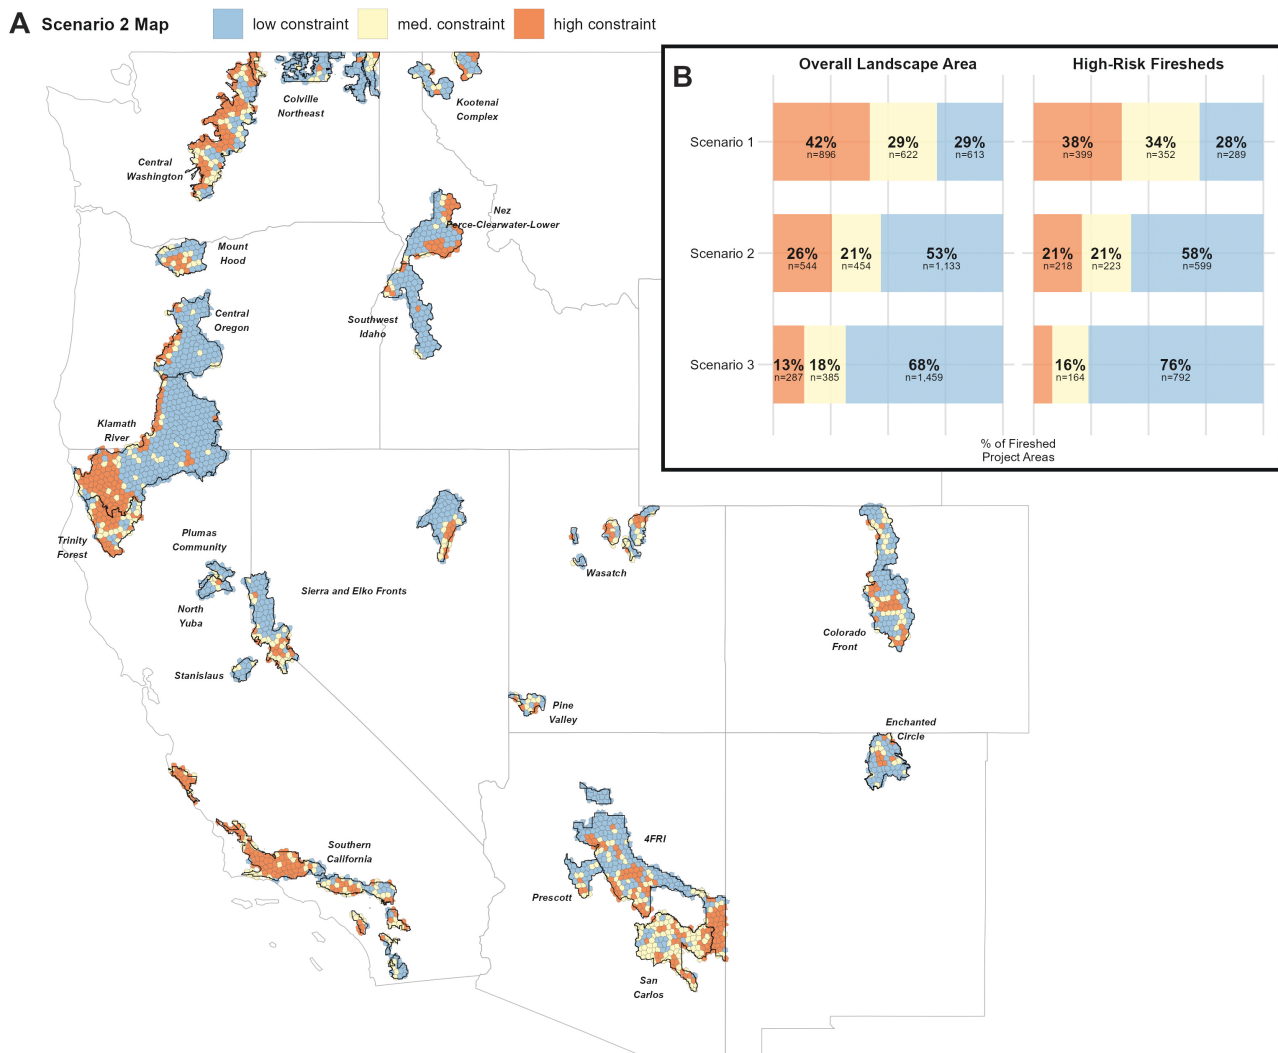 A Scenario 2 Map
low constraint
med. constraint
high constraint
B
Overall Landscape Area
High-Risk Firesheds
Scenario 1
42%
n=896
29%
n=622
29%
n=613
38%
n=399
34%
n=352
28%
n=289
Scenario 2
26%
n=544
21%
n=454
53%
n=1,133
21%
n=218
21%
n=223
58%
n=599
Scenario 3
13%
n=287
18%
n=385
68%
n=1,459
16%
n=164
76%
n=792
% of Fireshed
Project Areas
Colville
Northeast
Kootenai
Complex
Central
Washington
Nez
Perce-Clearwater-Lower
Mount
Hood
Central
Oregon
Southwest
Idaho
Klamath
River
Trinity
Forest
Plumas
Community
North
Yuba
Sierra and Elko Fronts
Wasatch
Stanislaus
Colorado
Front
Pine
Valley
Enchanted
Circle
Southern
California
4FRI
Prescott
San
Carlos